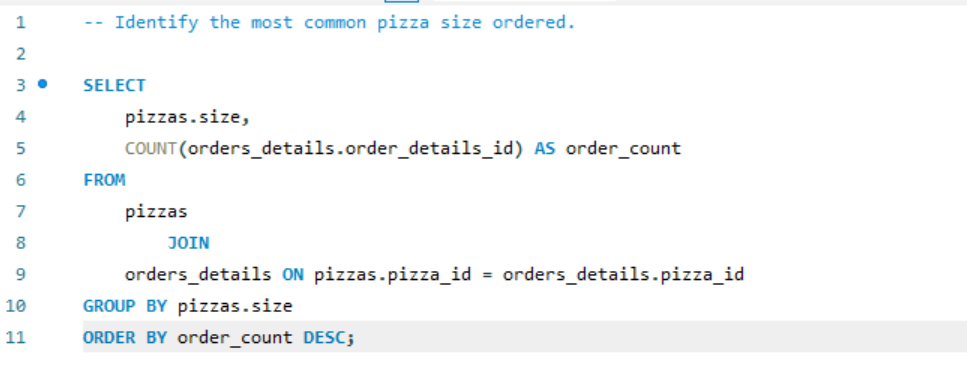 1 -- Identify the most common pizza size ordered.
2
3 SELECT
4 pizzas.size,
5 COUNT(orders_details.order_details_id) AS order_count
6 FROM
7 pizzas
8 JOIN
9 orders_details ON pizzas.pizza_id = orders_details.pizza_id
10 GROUP BY pizzas.size
11 ORDER BY order_count DESC;